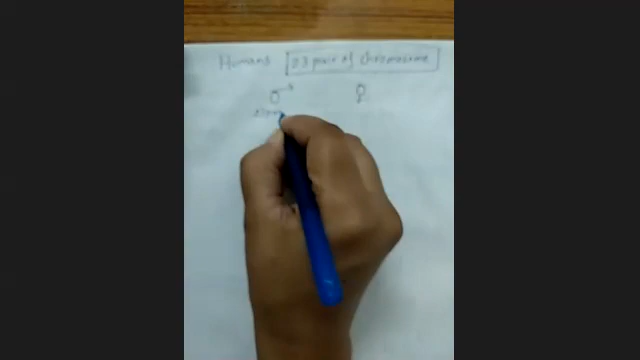 Humans 23 pair of chromosome
♂ ♀